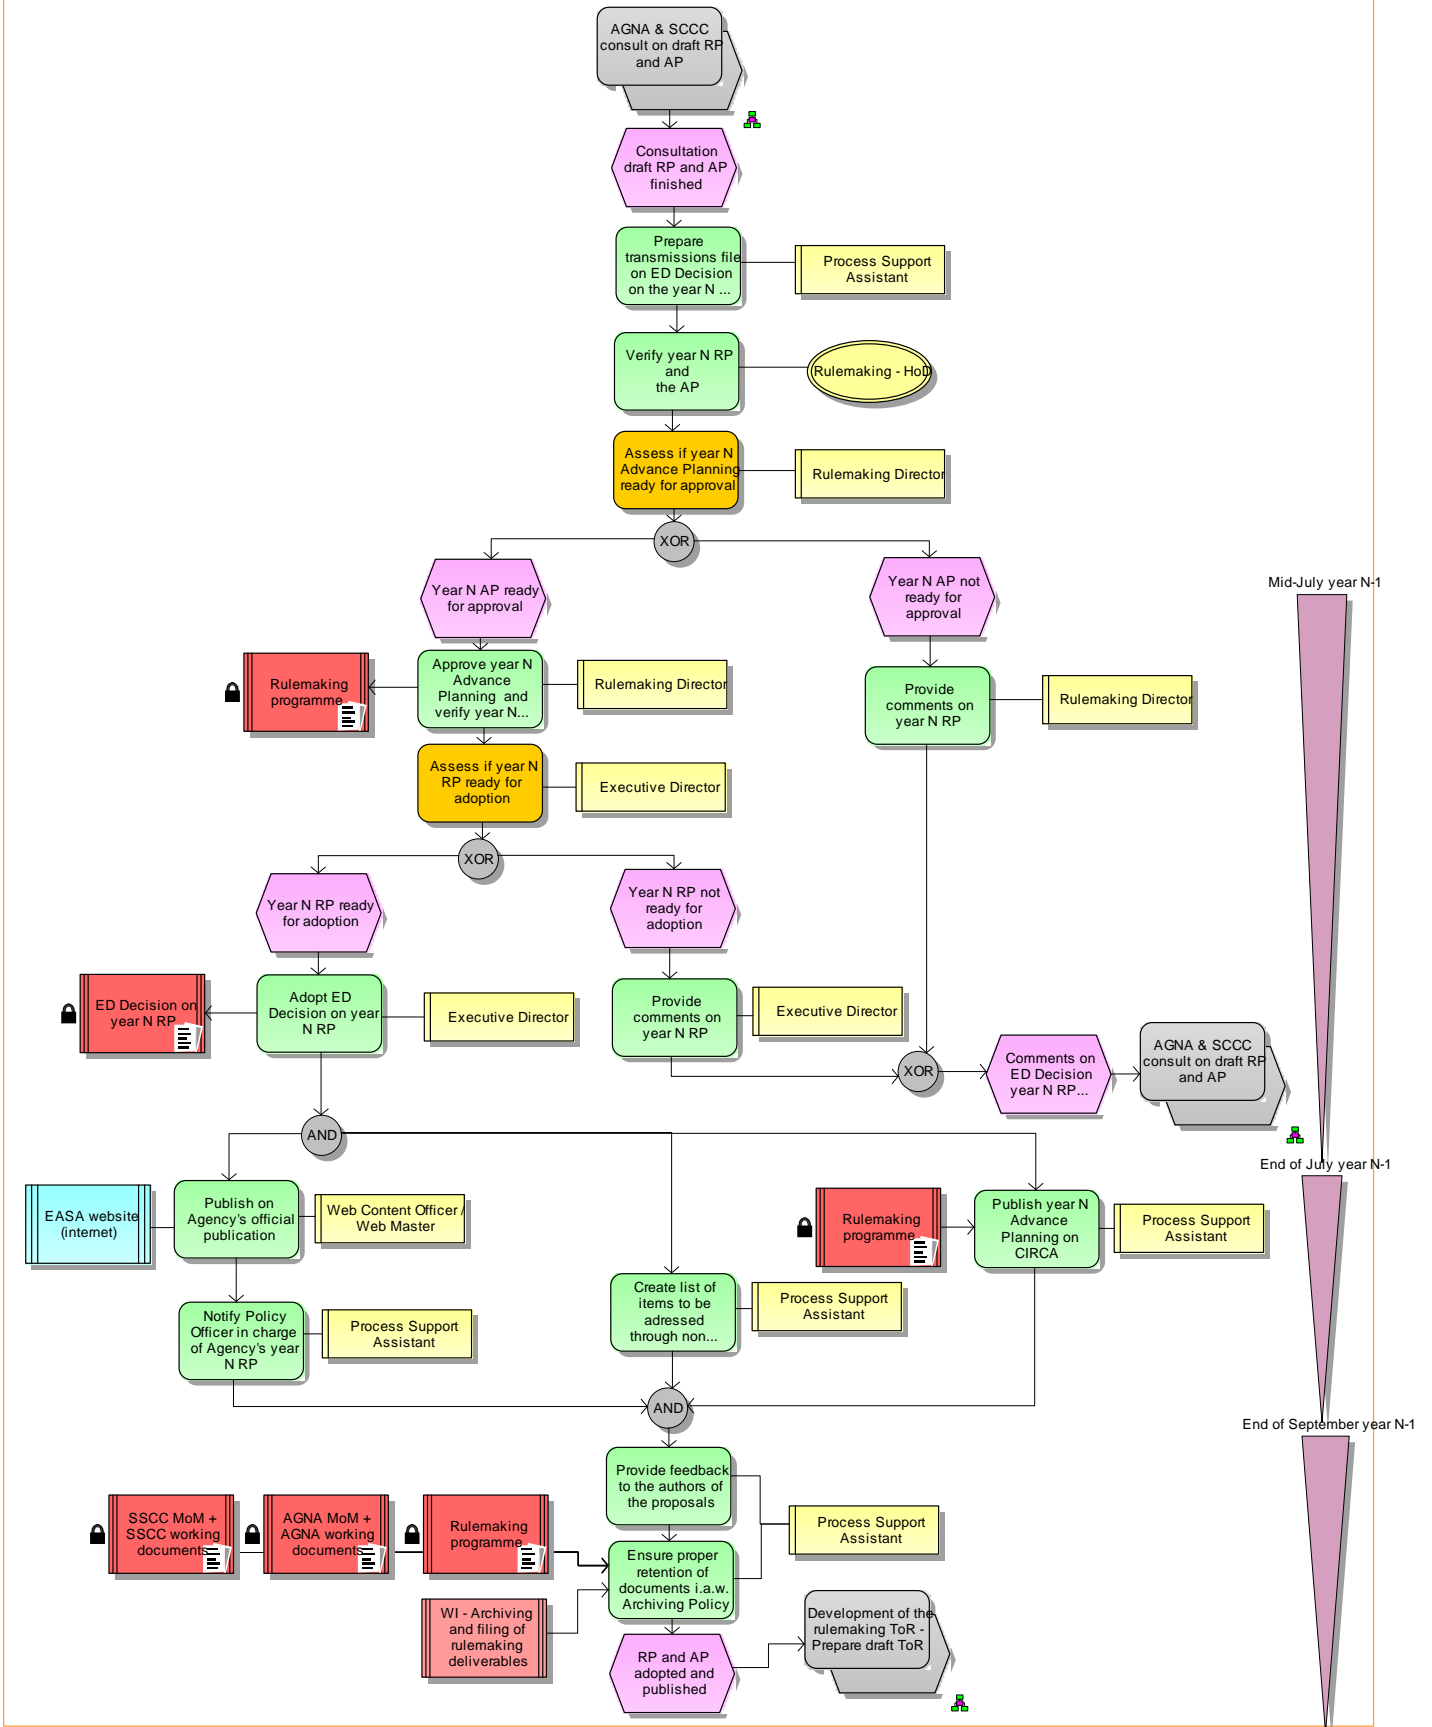 AGNA & SCCC
consult on draft RP
and AP
Consultation
draft RP and AP
finished
Prepare
transmissions file
on ED Decision
on the year N ...
Process Support
Assistant
Verify year N RP
and
the AP
Rulemaking - HoD
Assess if year N
Advance Planning
ready for approval
Rulemaking Director
XOR
Year N AP ready
for approval
Year N AP not
ready for
approval
Mid-July year N-1
Rulemaking
programme
Approve year N
Advance
Planning and
verify year N...
Rulemaking Director
Provide
comments on
year N RP
Rulemaking Director
Assess if year N
RP ready for
adoption
Executive Director
XOR
Year N RP ready
for adoption
Year N RP not
ready for
adoption
ED Decision on
year N RP
Adopt ED
Decision on year
N RP
Executive Director
Provide
comments on
year N RP
Executive Director
XOR
Comments on
ED Decision
year N RP...
AGNA & SCCC
consult on draft RP
and AP
AND
End of July year N-1
EASA website
(internet)
Publish on
Agency's official
publication
Web Content Officer /
Web Master
Rulemaking
programme
Publish year N
Advance
Planning on
CIRCA
Process Support
Assistant
Notify Policy
Officer in charge
of Agency's year
N RP
Process Support
Assistant
Create list of
items to be
adressed
through non...
Process Support
Assistant
AND
End of September year N-1
Provide feedback
to the authors of
the proposals
SSCC MoM +
SSCC working
documents
AGNA MoM +
AGNA working
documents
Rulemaking
programme
Process Support
Assistant
Ensure proper
retention of
documents i.a.w.
Archiving Policy
WI - Archiving
and filing of
rulemaking
deliverables
RP and AP
adopted and
published
Development of the
rulemaking ToR -
Prepare draft ToR